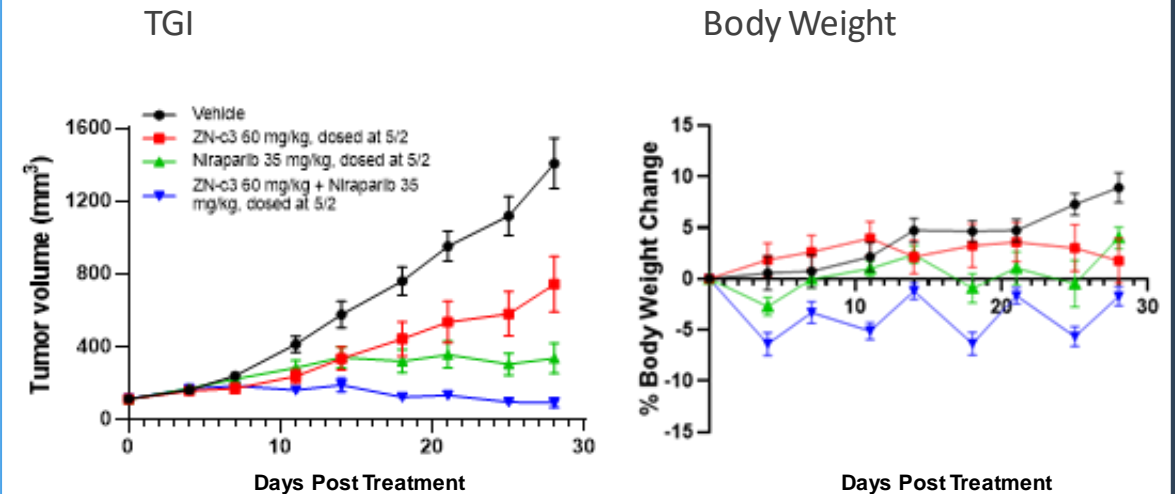 TGI
Body Weight
Vehicle
ZN-c3 60 mg/kg, dosed at 5/2
Niraparib 35 mg/kg, dosed at 5/2
ZN-c3 60 mg/kg + Niraparib 35
mg/kg, dosed at 5/2
Tumor volume (mm³)
1600
1200
800
400
0
0
10
20
30
Days Post Treatment
% Body Weight Change
15
10
5
0
-5
-10
-15
10
20
30
Days Post Treatment